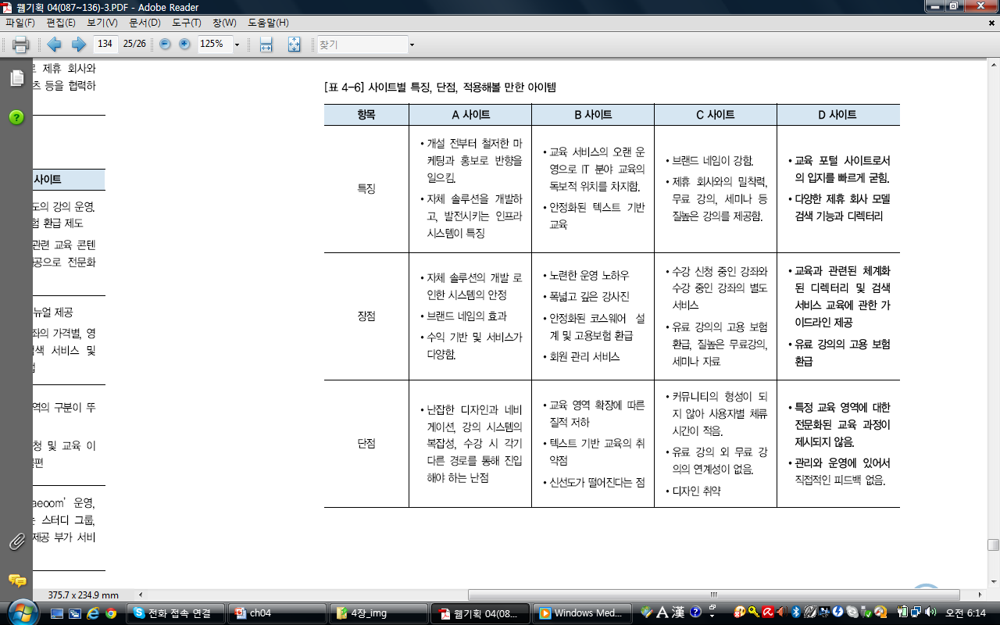 웹기획 04(087~136)-3.PDF - Adobe Reader
파일(F) 편집(E) 보기(V) 문서(D) 도구(T) 창(W) 도움말(H)
134 25/26 125% 찾기
제휴 회사와
츠 등을 협력하
사이트
도의 강의 운영.
험 환급 제도
관련 교육 콘텐
공으로 전문화
뉴얼 제공
좌의 가격별, 영
색 서비스 및
역의 구분이 뚜
청 및 교육 이
불편
aeoom’ 운영,
는 스터디 그룹,
제공 부가 서비
[표 4-6] 사이트별 특징, 단점, 적용해볼 만한 아이템
항목 A 사이트 B 사이트 C 사이트 D 사이트
특징
• 개설 전부터 철저한 마
케팅과 홍보로 반향을
일으킴.
• 자체 솔루션을 개발하
고, 발전시키는 인프라
시스템이 특징
• 교육 서비스의 오랜 운
영으로 IT 분야 교육의
독보적 위치를 차지함.
• 안정화된 텍스트 기반
교육
• 브랜드 네임이 강함.
• 제휴 회사와의 밀착력,
무료 강의, 세미나 등
질높은 강의를 제공함.
• 교육 포털 사이트로서
의 입지를 빠르게 굳힘.
• 다양한 제휴 회사 모델
검색 기능과 디렉터리
장점
• 자체 솔루션의 개발 로
인한 시스템의 안정
• 브랜드 네임의 효과
• 수익 기반 및 서비스가
다양함.
• 노련한 운영 노하우
• 폭넓고 깊은 강사진
• 안정화된 코스웨어 설
계 및 고용보험 환급
• 회원 관리 서비스
• 수강 신청 중인 강좌와
수강 중인 강좌의 별도
서비스
• 유료 강의의 고용 보험
환급, 질높은 무료강의,
세미나 자료
• 교육과 관련된 체계화
된 디렉터리 및 검색
서비스 교육에 관한 가
이드라인 제공
• 유료 강의의 고용 보험
환급
단점
• 난잡한 디자인과 네비
게이션, 강의 시스템의
복잡성, 수강 시 각기
다른 경로를 통해 진입
해야 하는 난점
• 교육 영역 확장에 따른
질적 저하
• 텍스트 기반 교육의 취
약점
• 신선도가 떨어진다는 점
• 커뮤니티의 형성이 되
지 않아 사용자별 체류
시간이 적음.
• 유료 강의 외 무료 강
의의 연계성이 없음.
• 디자인 취약
• 특정 교육 영역에 대한
전문화된 교육 과정이
제시되지 않음.
• 관리와 운영에 있어서
직접적인 피드백 없음.
375.7 x 234.9 mm
전화 접속 연결 ch04 4장_img 웹기획 04(08... Windows Med... A 漢 오전 6:14